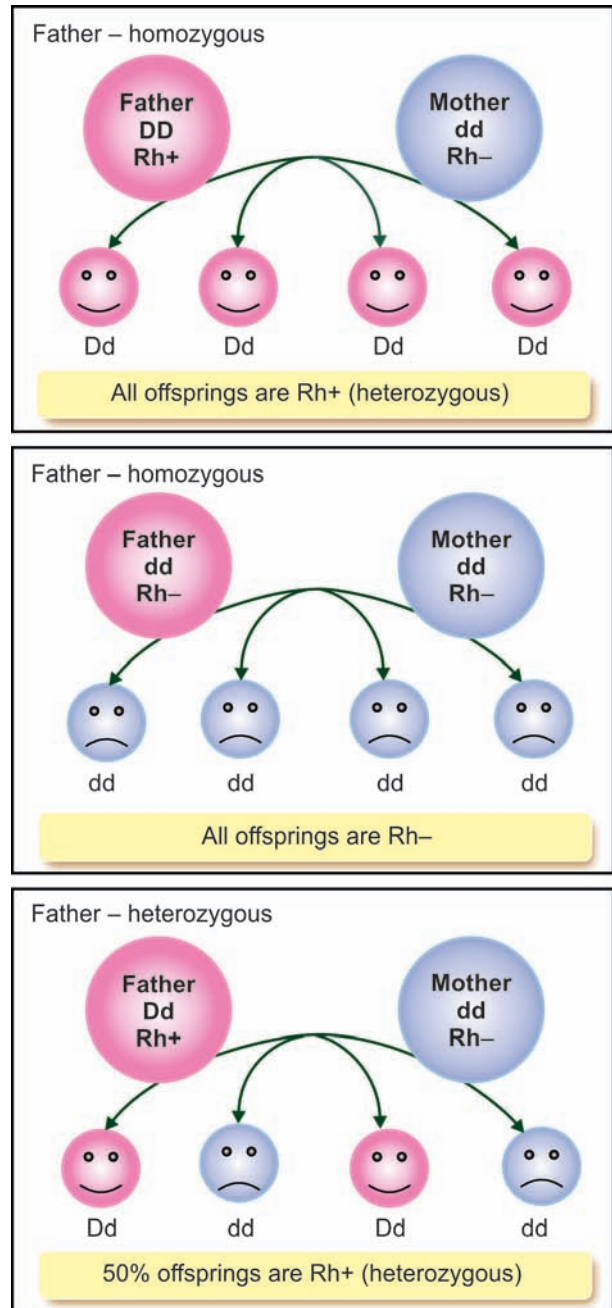 Father – homozygous
Father
DD
Rh+
Mother
dd
Rh–
Dd Dd Dd Dd
All offsprings are Rh+ (heterozygous)
Father – homozygous
Father
dd
Rh–
Mother
dd
Rh–
dd dd dd dd
All offsprings are Rh–
Father – heterozygous
Father
Dd
Rh+
Mother
dd
Rh–
Dd dd Dd dd
50% offsprings are Rh+ (heterozygous)